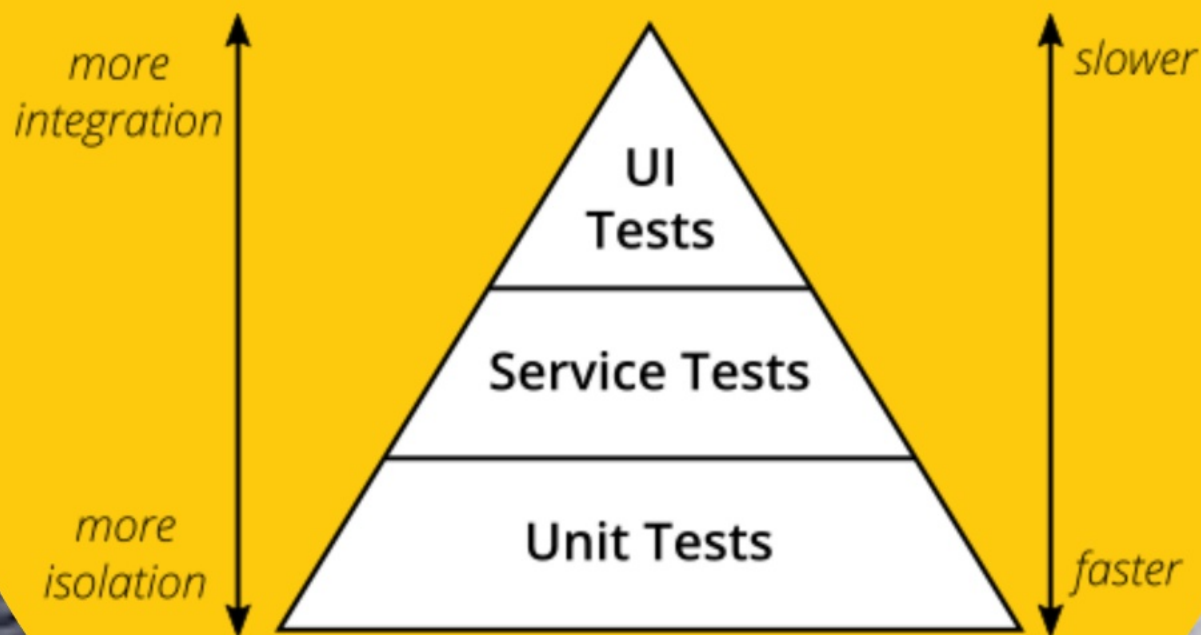 more
integration
slower
UI
Tests
Service Tests
Unit Tests
more
isolation
faster